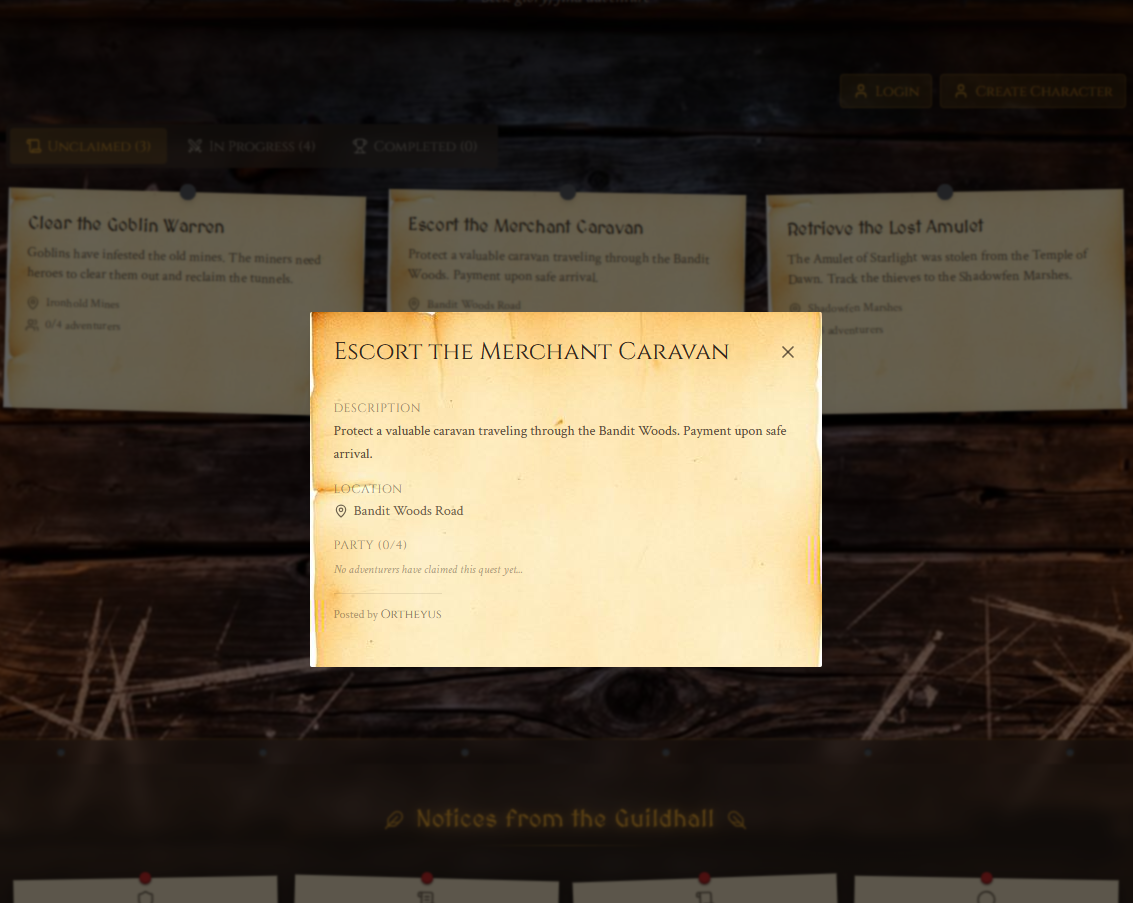 Login
Create Character
Unclaimed (3)
In Progress (4)
Completed (0)
Clear the Goblin Warren
Goblins have infested the old mines. The miners need
heroes to clear them out and reclaim the tunnels.
Ironhold Mines
0/4 adventurers
Escort the Merchant Caravan
Protect a valuable caravan traveling through the Bandit
Woods. Payment upon safe arrival.
Bandit Woods Road
Retrieve the Lost Amulet
The Amulet of Starlight was stolen from the Temple of
Dawn. Track the thieves to the Shadowfen Marshes.
Shadowfen Marshes
adventurers
Escort the Merchant Caravan
DESCRIPTION
Protect a valuable caravan traveling through the Bandit Woods. Payment upon safe
arrival.
LOCATION
Bandit Woods Road
PARTY (0/4)
No adventurers have claimed this quest yet...
Posted by ORTHEYUS
Notices from the Guildhall